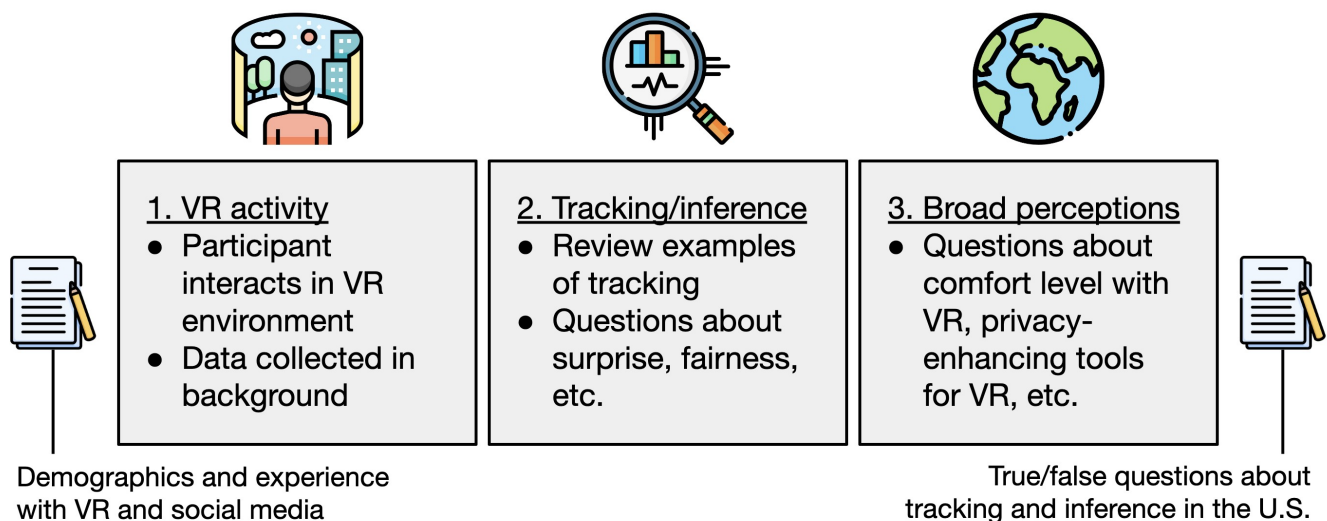 1. VR activity
● Participant
interacts in VR
environment
● Data collected in
background
2. Tracking/inference
● Review examples
of tracking
● Questions about
surprise, fairness,
etc.
3. Broad perceptions
● Questions about
comfort level with
VR, privacy-
enhancing tools
for VR, etc.
Demographics and experience
with VR and social media
True/false questions about
tracking and inference in the U.S.